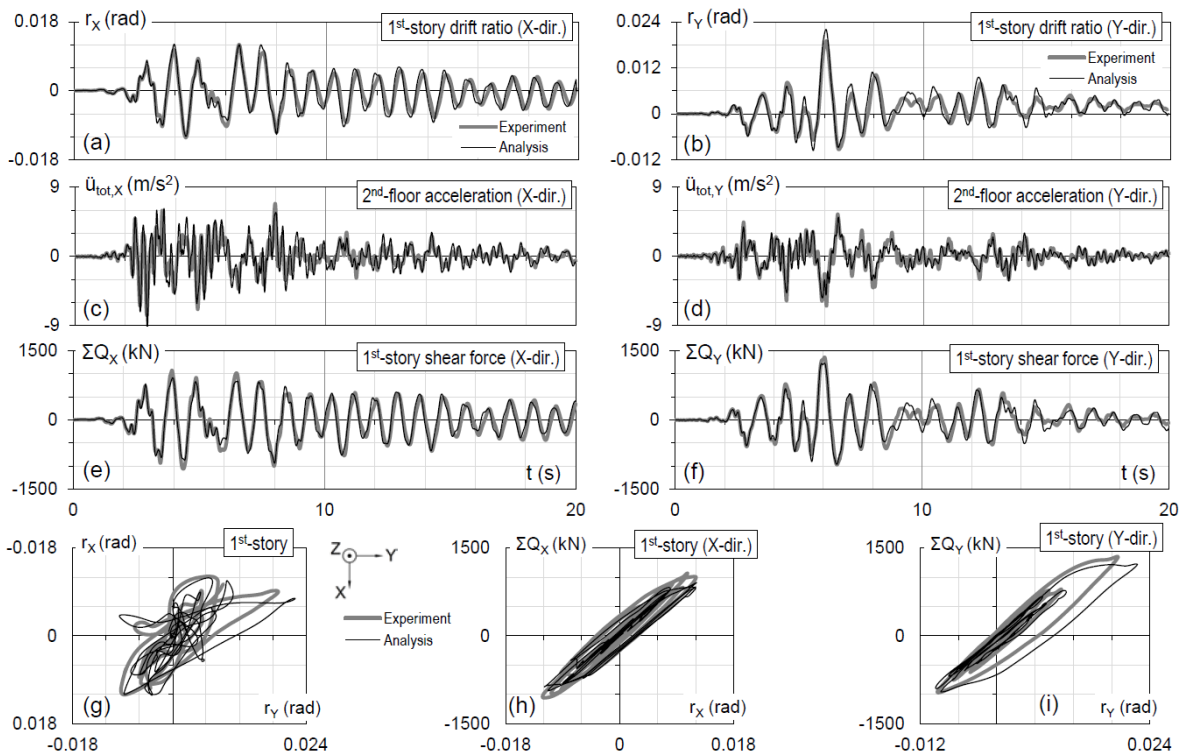 0.018 r_X (rad) 1st-story drift ratio (X-dir.)
0
Experiment
Analysis
(a)
-0.018
0.024 r_Y (rad) 1st-story drift ratio (Y-dir.)
Experiment
Analysis
0.012
0
(b)
-0.012
9 ü_tot,X (m/s²) 2nd-floor acceleration (X-dir.)
0
(c)
-9
9 ü_tot,Y (m/s²) 2nd-floor acceleration (Y-dir.)
0
(d)
-9
1500 ΣQ_X (kN) 1st-story shear force (X-dir.)
0
(e) t (s)
-1500
0 10 20
1500 ΣQ_Y (kN) 1st-story shear force (Y-dir.)
0
(f) t (s)
-1500
0 10 20
-0.018 r_X (rad) 1st-story
0
(g) r_Y (rad)
0.018
-0.018 0.024
Z Y
X
Experiment
Analysis
1500 ΣQ_X (kN) 1st-story (X-dir.)
0
(h) r_X (rad)
-1500
-0.018 0 0.018
1500 ΣQ_Y (kN) 1st-story (Y-dir.)
0
r_Y (rad) (i)
-1500
-0.012 0.024